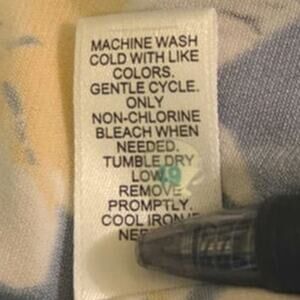 MACHINE WASH
COLD WITH LIKE
COLORS.
GENTLE CYCLE.
ONLY
NON-CHLORINE
BLEACH WHEN
NEEDED.
TUMBLE DRY
LOW.
REMOVE
PROMPTLY.
COOL IRON